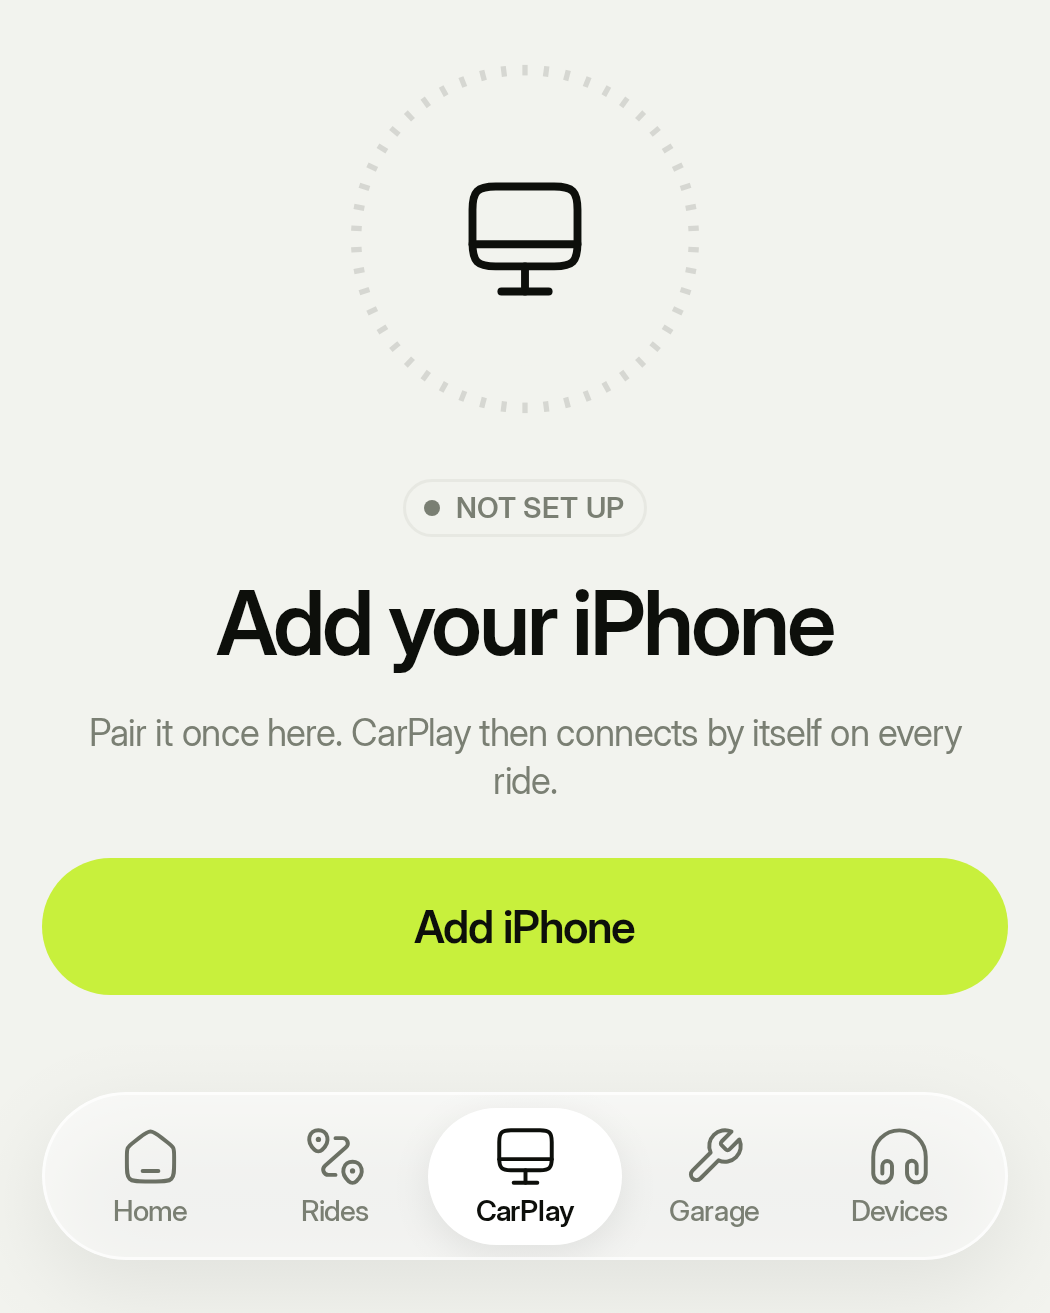 NOT SET UP
Add your iPhone
Pair it once here. CarPlay then connects by itself on every
ride.
Add iPhone
Home
Rides
CarPlay
Garage
Devices